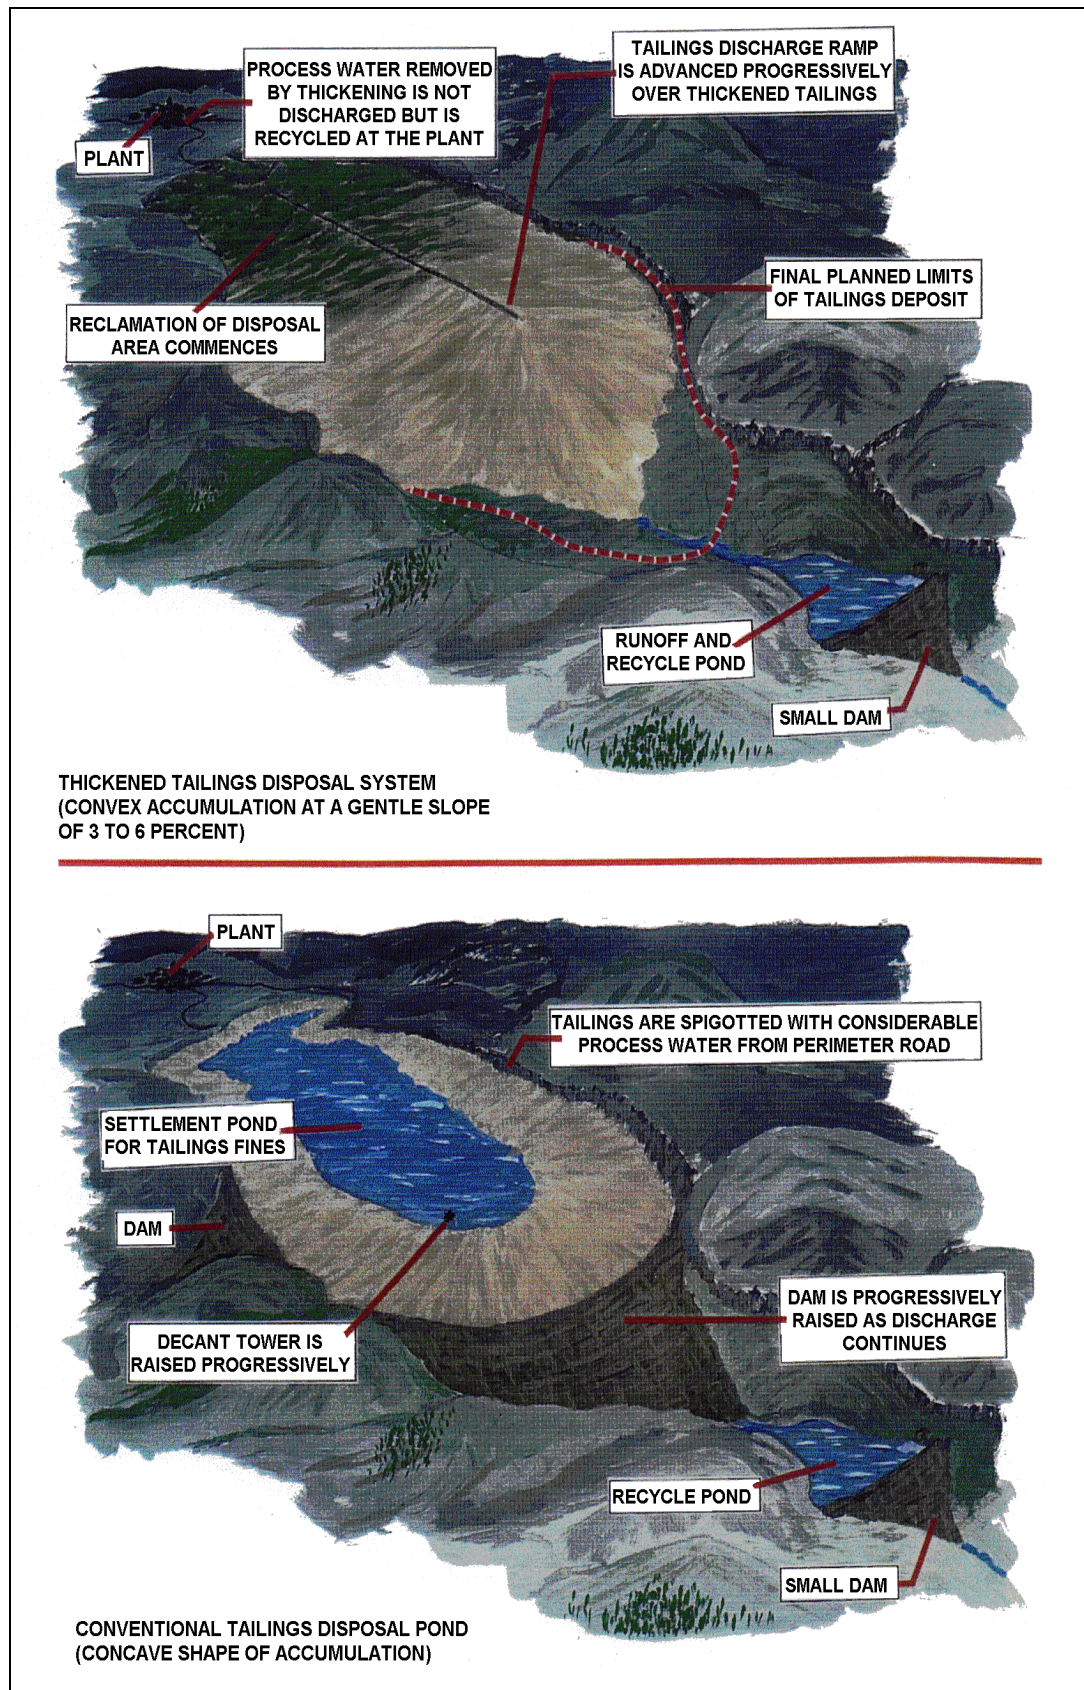 PROCESS WATER REMOVED
BY THICKENING IS NOT
DISCHARGED BUT IS
RECYCLED AT THE PLANT
TAILINGS DISCHARGE RAMP
IS ADVANCED PROGRESSIVELY
OVER THICKENED TAILINGS
PLANT
FINAL PLANNED LIMITS
OF TAILINGS DEPOSIT
RECLAMATION OF DISPOSAL
AREA COMMENCES
RUNOFF AND
RECYCLE POND
SMALL DAM
THICKENED TAILINGS DISPOSAL SYSTEM
(CONVEX ACCUMULATION AT A GENTLE SLOPE
OF 3 TO 6 PERCENT)
PLANT
TAILINGS ARE SPIGOTTED WITH CONSIDERABLE
PROCESS WATER FROM PERIMETER ROAD
SETTLEMENT POND
FOR TAILINGS FINES
DAM
DECANT TOWER IS
RAISED PROGRESSIVELY
DAM IS PROGRESSIVELY
RAISED AS DISCHARGE
CONTINUES
RECYCLE POND
SMALL DAM
CONVENTIONAL TAILINGS DISPOSAL POND
(CONCAVE SHAPE OF ACCUMULATION)